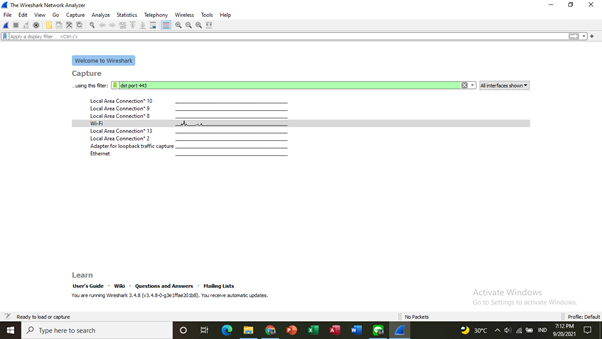 The Wireshark Network Analyzer
File Edit View Go Capture Analyze Statistics Telephony Wireless Tools Help
Apply a display filter ... <Ctrl-/>
Welcome to Wireshark
Capture
...using this filter: dst port 443 All interfaces shown
Local Area Connection* 10
Local Area Connection* 9
Local Area Connection* 8
Wi-Fi
Local Area Connection* 13
Local Area Connection* 2
Adapter for loopback traffic capture
Ethernet
Learn
User's Guide · Wiki · Questions and Answers · Mailing Lists
You are running Wireshark 3.4.8 (v3.4.8-0-g3e1ffae201b8). You receive automatic updates.
Activate Windows
Go to Settings to activate Windows.
Ready to load or capture No Packets Profile: Default
Type here to search 30°C IND 7:12 PM
9/20/2021